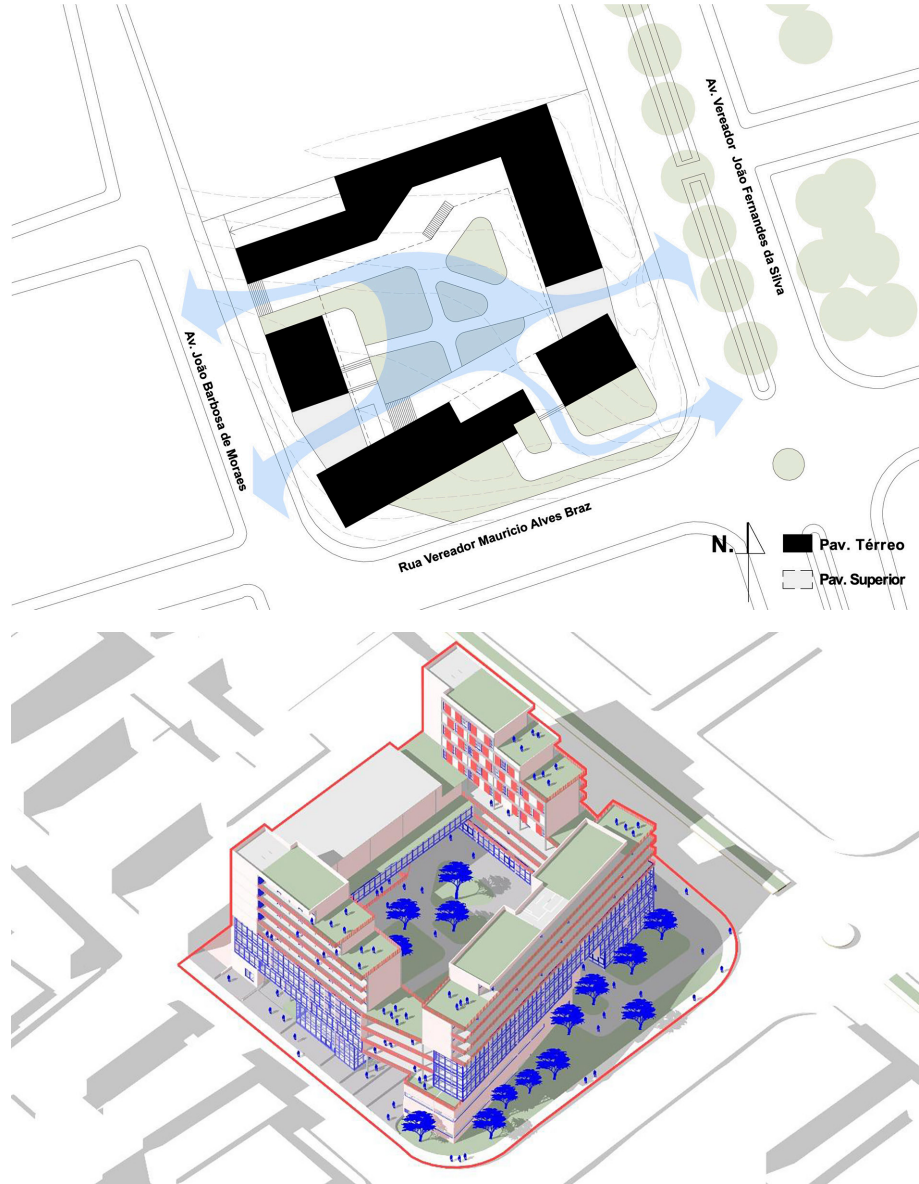 Av. Vereador João Fernandes da Silva
Av. João Barbosa de Moraes
Rua Vereador Mauricio Alves Braz
N.
Pav. Térreo
Pav. Superior